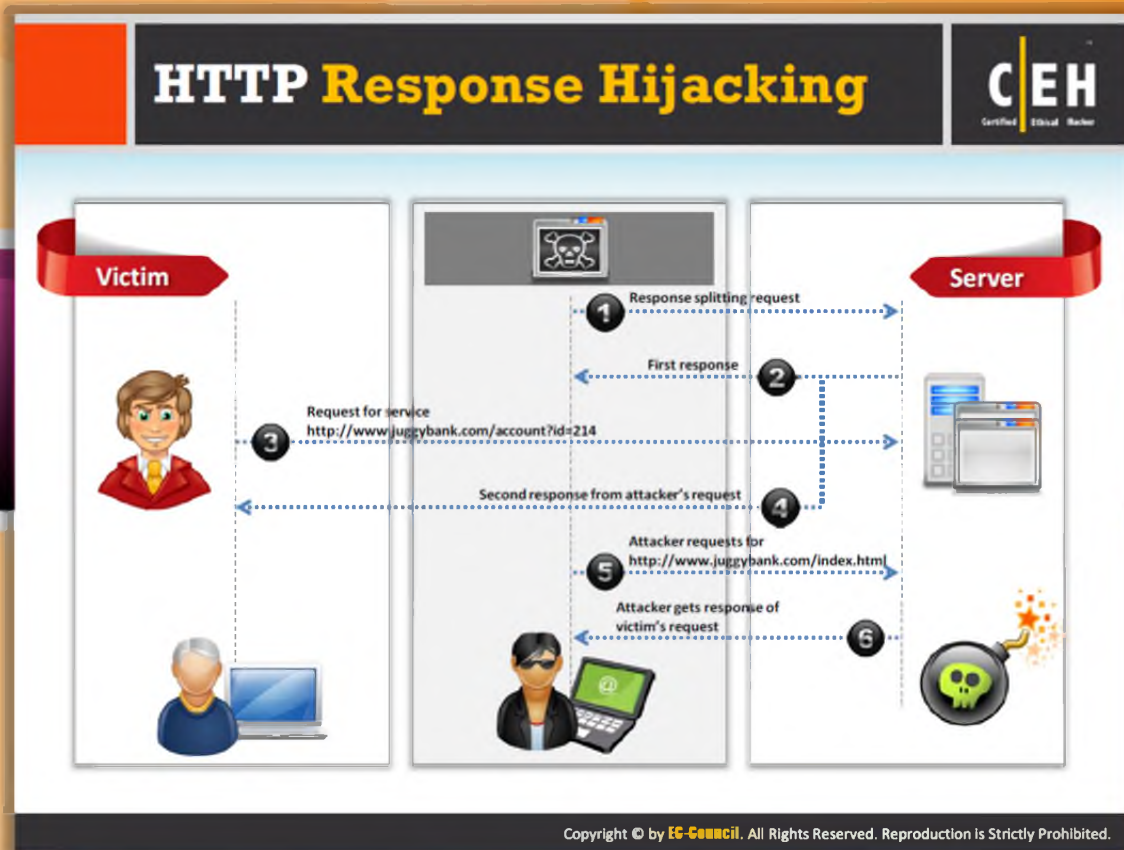 HTTP Response Hijacking
C EH
Certified Ethical Hacker
Victim
Server
1
Response splitting request
First response
2
Request for service
http://www.juggybank.com/account?id=214
3
Second response from attacker's request
4
Attacker requests for
http://www.juggybank.com/index.html
5
Attacker gets response of
victim's request
6
@
Copyright © by EC-Council. All Rights Reserved. Reproduction is Strictly Prohibited.